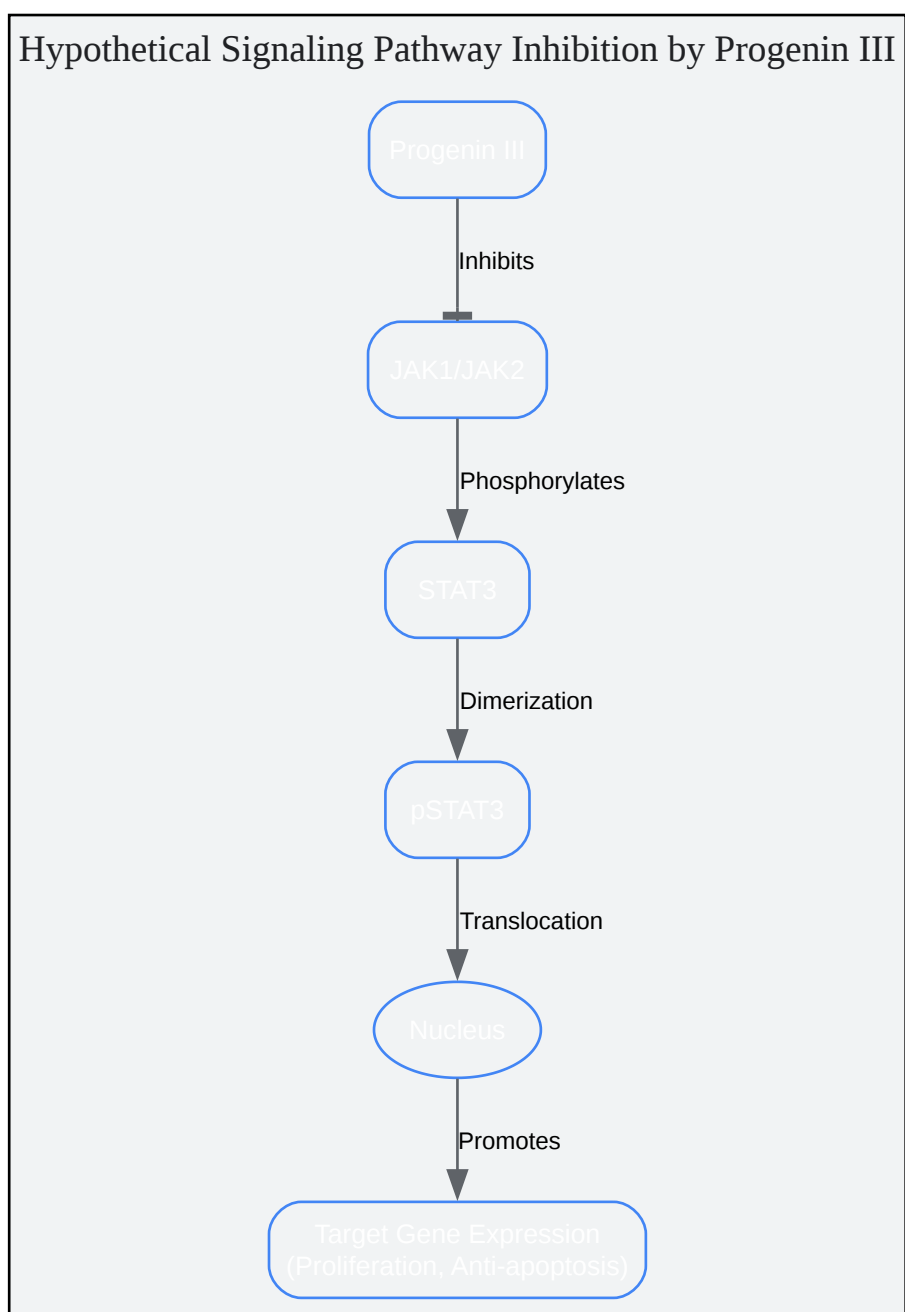 Hypothetical Signaling Pathway Inhibition by Progenin III
Progenin III
Inhibits
JAK1/JAK2
Phosphorylates
STAT3
Dimerization
pSTAT3
Translocation
Nucleus
Promotes
Target Gene Expression
(Proliferation, Anti-apoptosis)